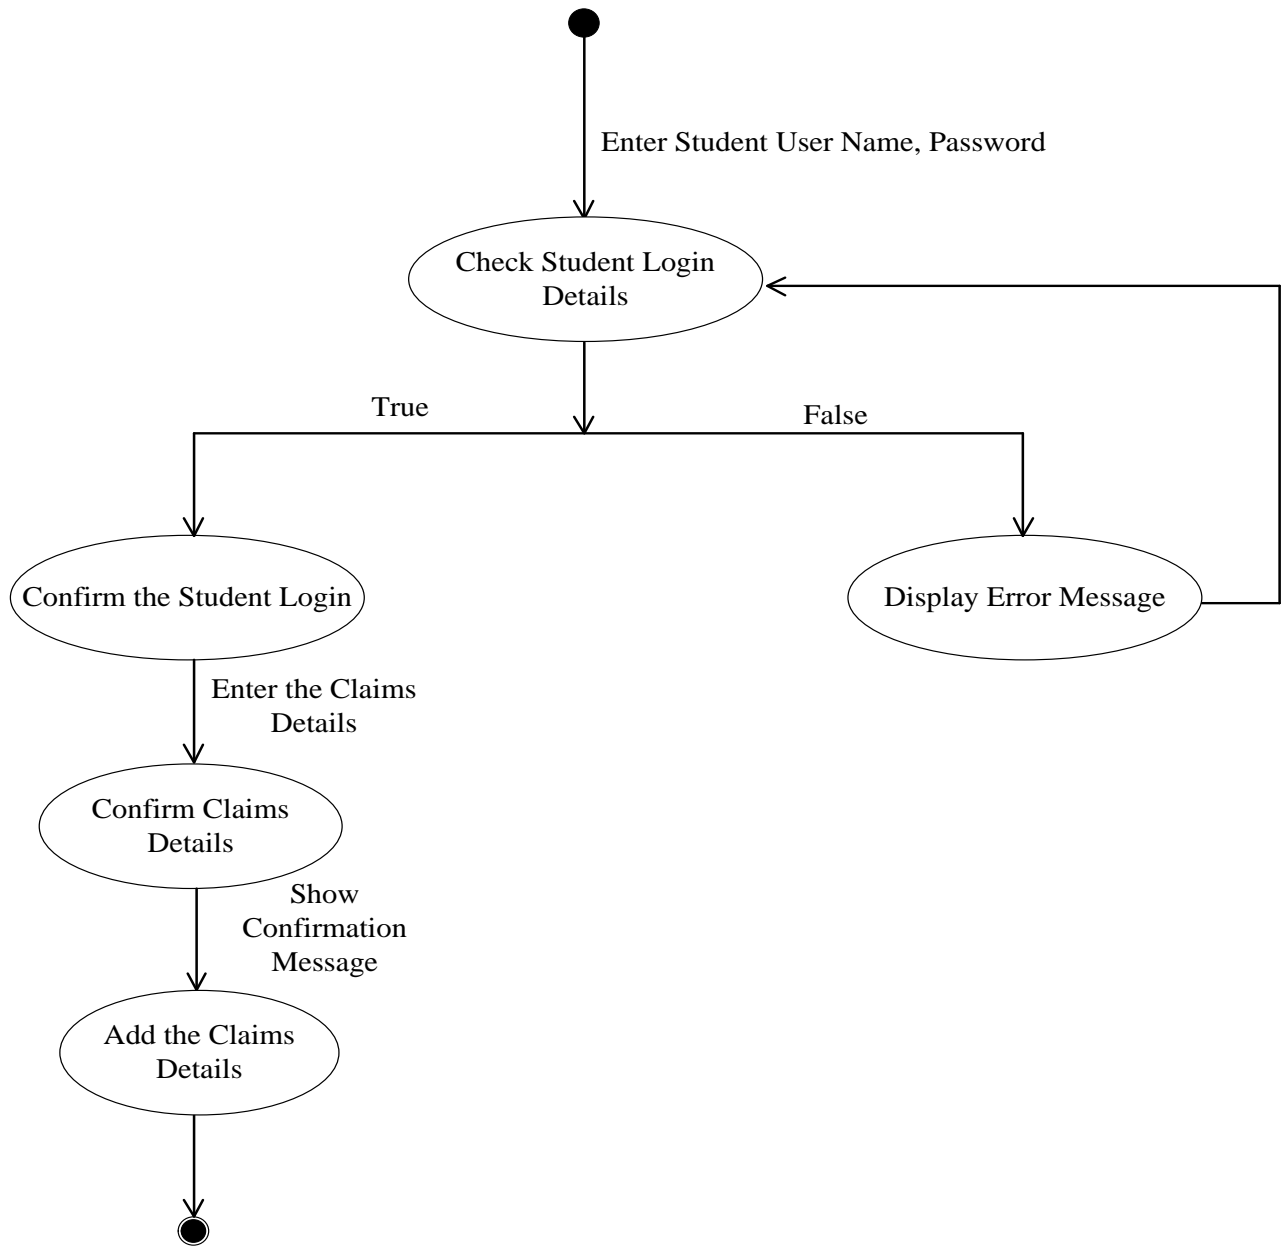 Enter Student User Name, Password
Check Student Login
Details
True
False
Confirm the Student Login
Display Error Message
Enter the Claims
Details
Confirm Claims
Details
Show
Confirmation
Message
Add the Claims
Details